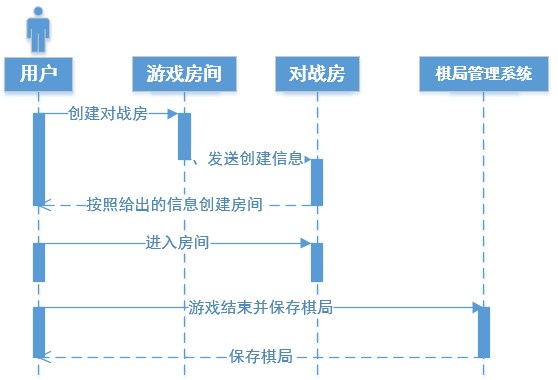 用户
游戏房间
对战房
棋局管理系统
创建对战房
、发送创建信息
按照给出的信息创建房间
进入房间
游戏结束并保存棋局
保存棋局